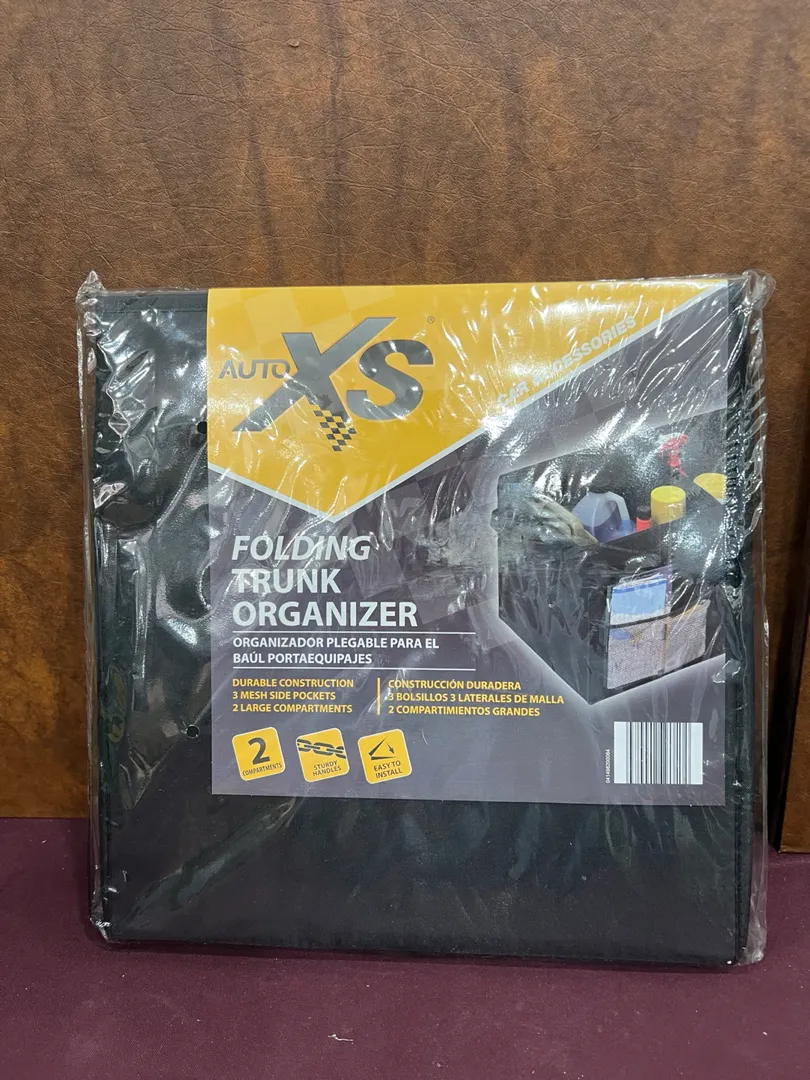 AUTO XS®
CAR ACCESSORIES
FOLDING
TRUNK
ORGANIZER
ORGANIZADOR PLEGABLE PARA EL
BAÚL PORTAEQUIPAJES
DURABLE CONSTRUCTION
3 MESH SIDE POCKETS
2 LARGE COMPARTMENTS
CONSTRUCCIÓN DURADERA
3 BOLSILLOS 3 LATERALES DE MALLA
2 COMPARTIMIENTOS GRANDES
2
COMPARTMENTS
STURDY
HANDLES
EASY TO
INSTALL